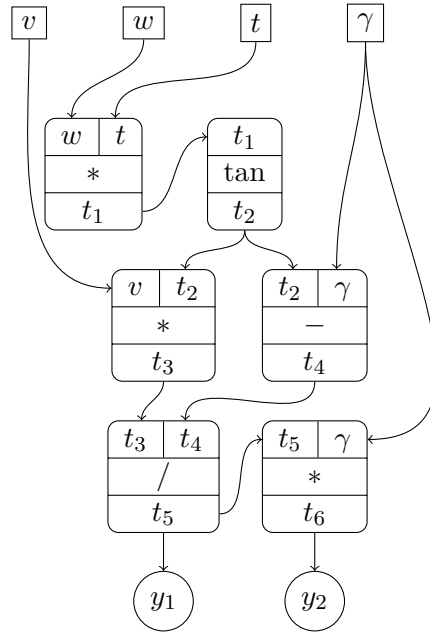 v w t γ
w t
*
t₁
t₁
tan
t₂
v t₂
*
t₃
t₂ γ
−
t₄
t₃ t₄
/
t₅
t₅ γ
*
t₆
y₁ y₂